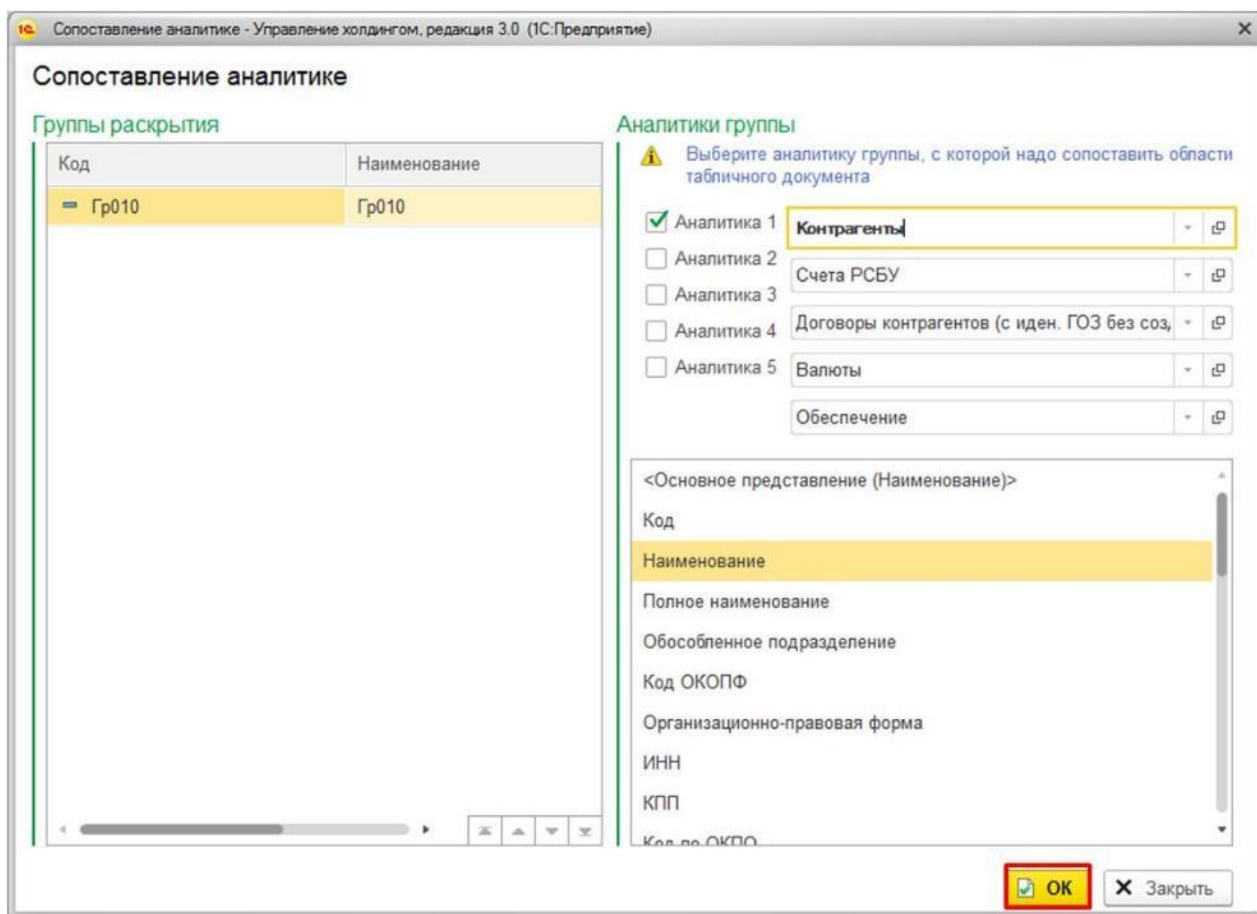 Сопоставление аналитике - Управление холдингом, редакция 3.0 (1С:Предприятие)
Сопоставление аналитике
Группы раскрытия
Код Наименование
Гр010 Гр010
Аналитики группы
Выберите аналитику группы, с которой надо сопоставить области
табличного документа
Аналитика 1 Контрагенты
Аналитика 2 Счета РСБУ
Аналитика 3 Договоры контрагентов (с иден. ГОЗ без соз,
Аналитика 4 Валюты
Аналитика 5 Обеспечение
<Основное представление (Наименование)>
Код
Наименование
Полное наименование
Обособленное подразделение
Код ОКОПФ
Организационно-правовая форма
ИНН
КПП
Код по ОКПО
ОК Закрыть